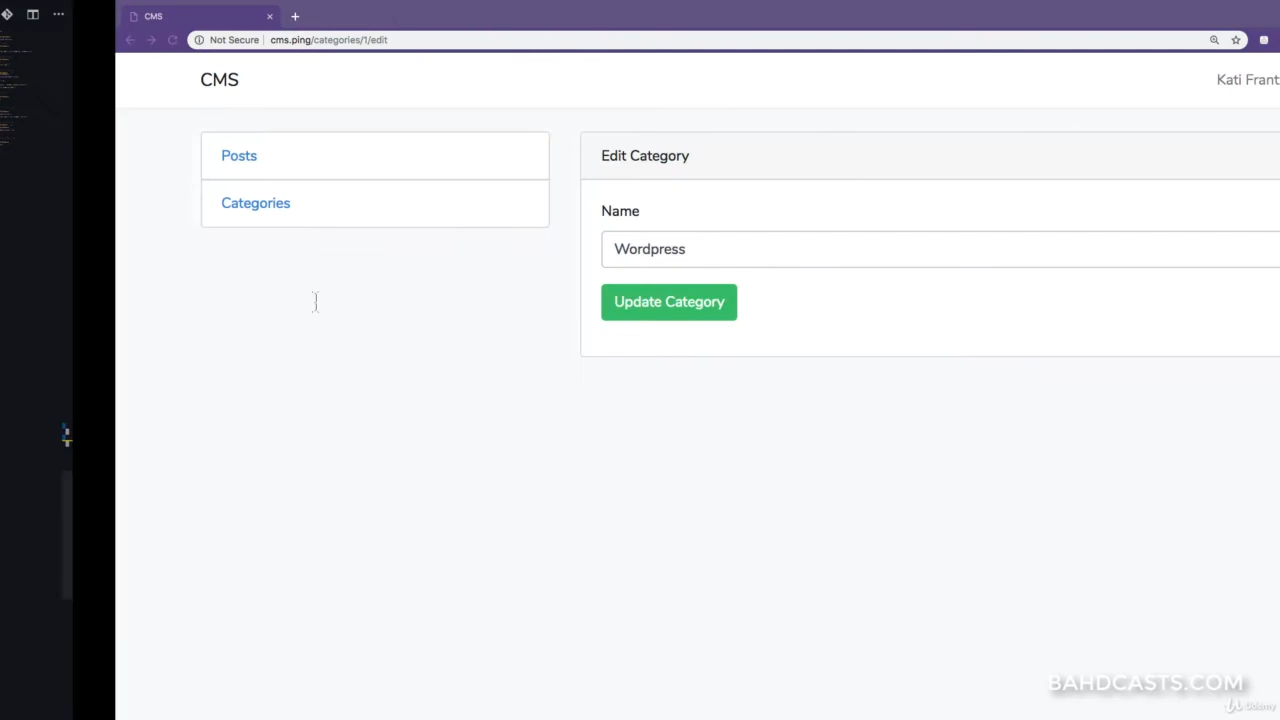 CMS
Not Secure
cms.ping/categories/1/edit
CMS
Kati Frant
Posts
Categories
Edit Category
Name
Wordpress
Update Category
BAHDCASTS.COM
Udemy